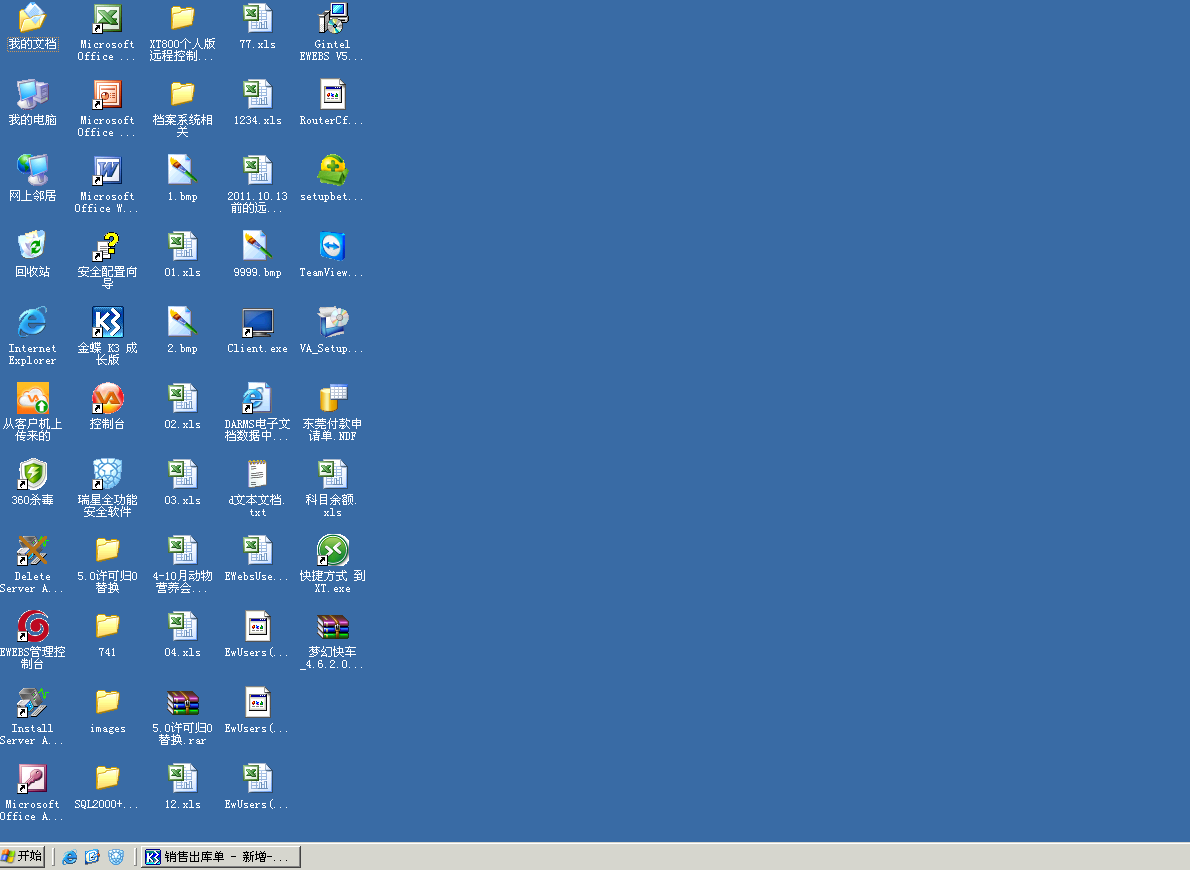 我的文档
Microsoft
Office ...
XT800个人版
远程控制...
77.xls
Gintel
EWEBS V5...
我的电脑
Microsoft
Office ...
档案系统相
关
1234.xls
RouterCf...
网上邻居
Microsoft
Office W...
1.bmp
2011.10.13
前的远...
setupbet...
回收站
安全配置向
导
01.xls
9999.bmp
TeamView...
Internet
Explorer
金蝶 K3 成
长版
2.bmp
Client.exe
VA_Setup...
从客户机上
传来的
控制台
02.xls
DARMS电子文
档数据中...
东莞付款申
请单.NDF
360杀毒
瑞星全功能
安全软件
03.xls
d文本文档.
txt
科目余额.
xls
Delete
Server A...
5.0许可归0
替换
4-10月动物
营养会...
EWebsUse...
快捷方式 到
XT.exe
EWEBS管理控
制台
741
04.xls
EwUsers(...
梦幻快车
_4.6.2.0...
Install
Server A...
images
5.0许可归0
替换.rar
EwUsers(...
Microsoft
Office A...
SQL2000+...
12.xls
EwUsers(...
开始
销售出库单 - 新增-...